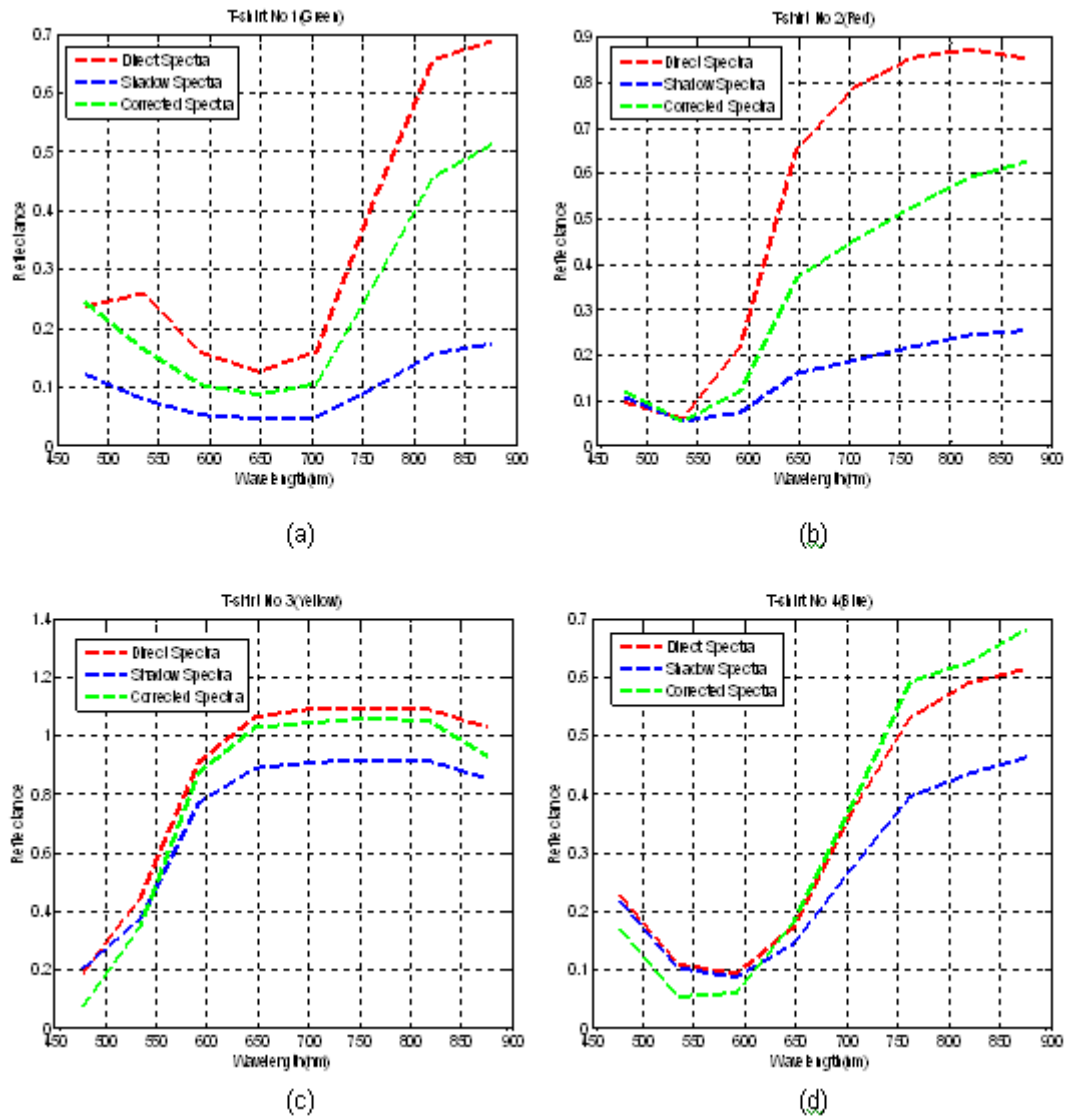 T-shirt No 1(Green)
0.7
0.6
0.5
0.4
0.3
0.2
0.1
0
Reflectance
Direct Spectra
Shadow Spectra
Corrected Spectra
450 500 550 600 650 700 750 800 850 900
Wavelength(nm)
(a)
T-shirt No 2(Red)
0.9
0.8
0.7
0.6
0.5
0.4
0.3
0.2
0.1
0
Reflectance
Direct Spectra
Shadow Spectra
Corrected Spectra
450 500 550 600 650 700 750 800 850 900
Wavelength(nm)
(b)
T-shirt No 3(Yellow)
1.4
1.2
1
0.8
0.6
0.4
0.2
0
Reflectance
Direct Spectra
Shadow Spectra
Corrected Spectra
450 500 550 600 650 700 750 800 850 900
Wavelength(nm)
(c)
T-shirt No 4(Blue)
0.7
0.6
0.5
0.4
0.3
0.2
0.1
0
Reflectance
Direct Spectra
Shadow Spectra
Corrected Spectra
450 500 550 600 650 700 750 800 850 900
Wavelength(nm)
(d)